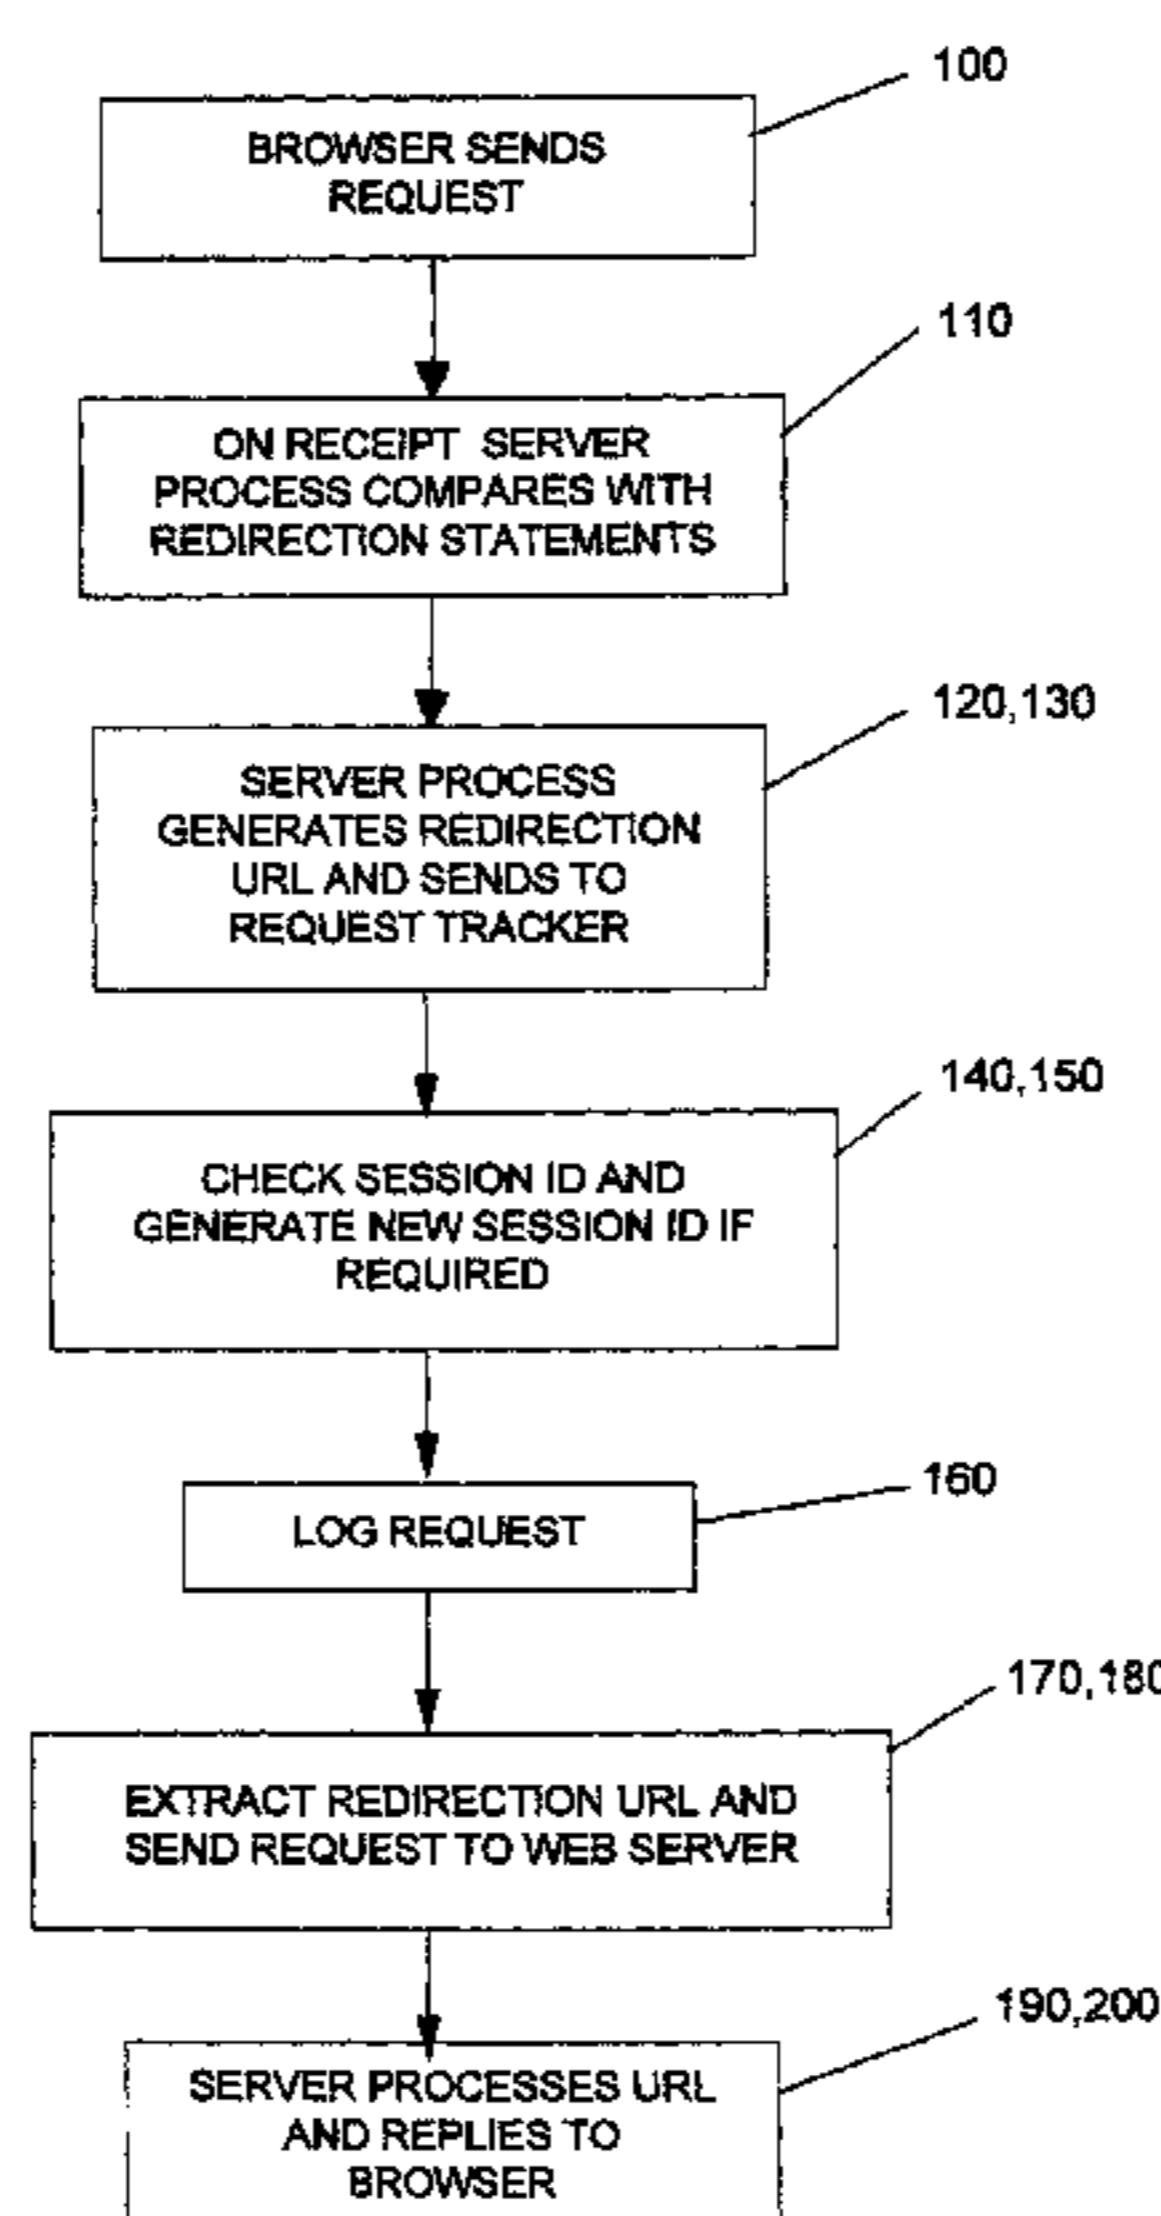 100
BROWSER SENDS
REQUEST
110
ON RECEIPT SERVER
PROCESS COMPARES WITH
REDIRECTION STATEMENTS
120,130
SERVER PROCESS
GENERATES REDIRECTION
URL AND SENDS TO
REQUEST TRACKER
140,150
CHECK SESSION ID AND
GENERATE NEW SESSION ID IF
REQUIRED
160
LOG REQUEST
170,180
EXTRACT REDIRECTION URL AND
SEND REQUEST TO WEB SERVER
190,200
SERVER PROCESSES URL
AND REPLIES TO
BROWSER